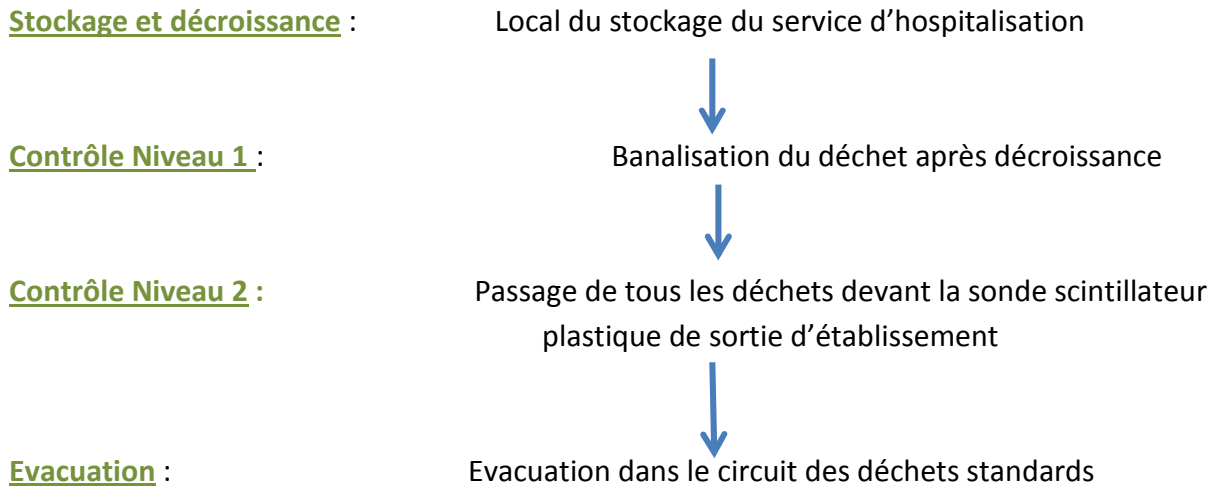 Stockage et décroissance : Local du stockage du service d’hospitalisation
Contrôle Niveau 1 : Banalisation du déchet après décroissance
Contrôle Niveau 2 : Passage de tous les déchets devant la sonde scintillateur
plastique de sortie d’établissement
Evacuation : Evacuation dans le circuit des déchets standards